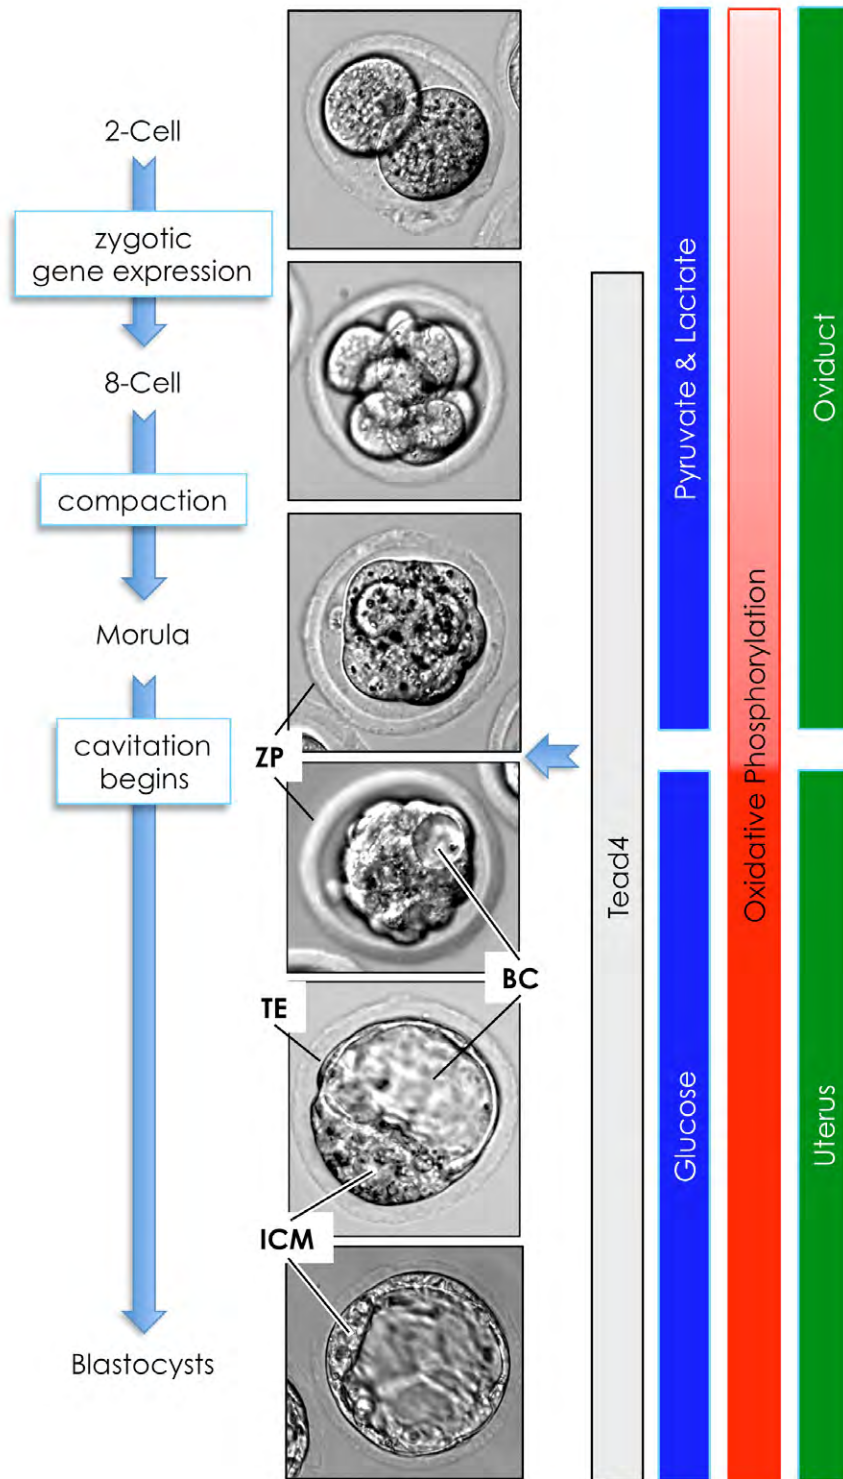 2-Cell
zygotic
gene expression
8-Cell
compaction
Morula
cavitation
begins
Blastocysts
ZP
BC
TE
ICM
Tead4
Pyruvate & Lactate
Glucose
Oxidative Phosphorylation
Oviduct
Uterus